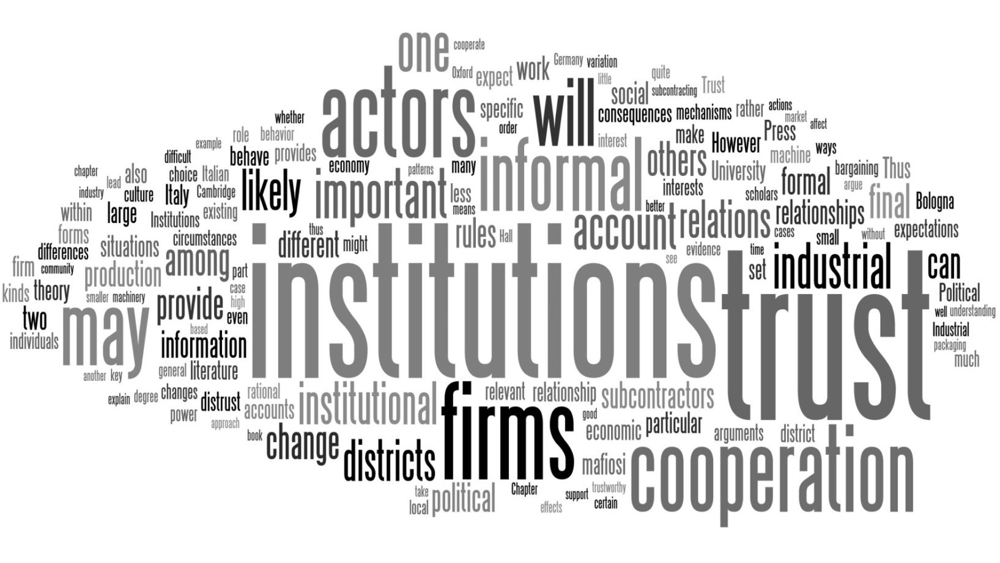 one
cooperate
Oxford
expect
work
Germany
variation
little
quite
social
subcontracting
Trust
actors
specific
order
will
consequences
mechanisms
rather
actions
market
affect
whether
role
behavior
example
behave
provides
difficult
economy
patterns
many
informal
interest
make
However
Press
machine
ways
others
University
interests
bargaining
Thus
argue
formal
scholars
chapter
lead
also
choice
Italian
industry
culture
Italy
Cambridge
likely
important
less
means
better
relationships
final
Bologna
within
large
Institutions
existing
account
relations
cases
small
without
expectations
forms
circumstances
thus
different
might
rules
Hall
evidence
see
time
set
industrial
can
differences
situations
among
part
firm
community
production
institutions
trust
kinds
theory
smaller
machinery
provide
case
high
even
Political
well
understanding
two
may
based
Industrial
individuals
information
packaging
much
another
key
general
literature
explain
degree
changes
distrust
rational
accounts
institutional
firms
relevant
relationship
subcontractors
power
approach
good
economic
particular
arguments
district
book
change
districts
mafiosi
cooperation
take
local
political
Chapter
effects
support
trustworthy
certain